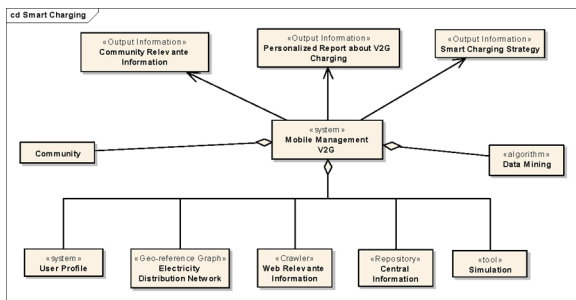 cd Smart Charging
«Output Information»
Community Relevante
Information
«Output Information»
Personalized Report about V2G
Charging
«Output Information»
Smart Charging Strategy
«system»
Mobile Management
V2G
Community
«algorithm»
Data Mining
«system»
User Profile
«Geo-reference Graph»
Electricity
Distribution Network
«Crawler»
Web Relevante
Information
«Repository»
Central
Information
«tool»
Simulation